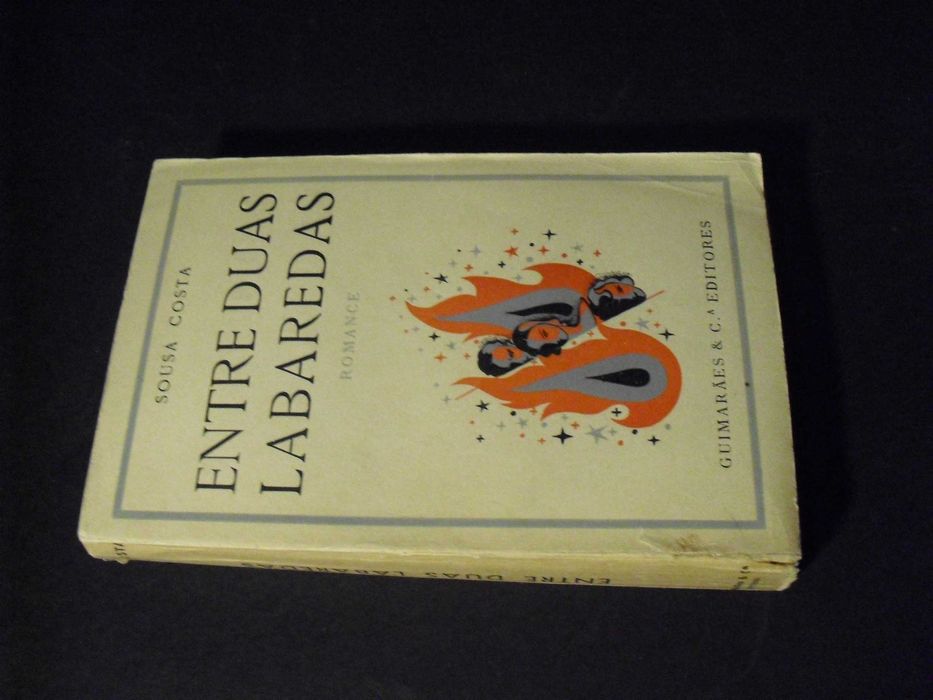 SOUSA COSTA
ENTRE DUAS
LABAREDAS
ROMANCE
GUIMARÃES & C.ᴬ EDITORES
ENTRE DUAS LABAREDAS